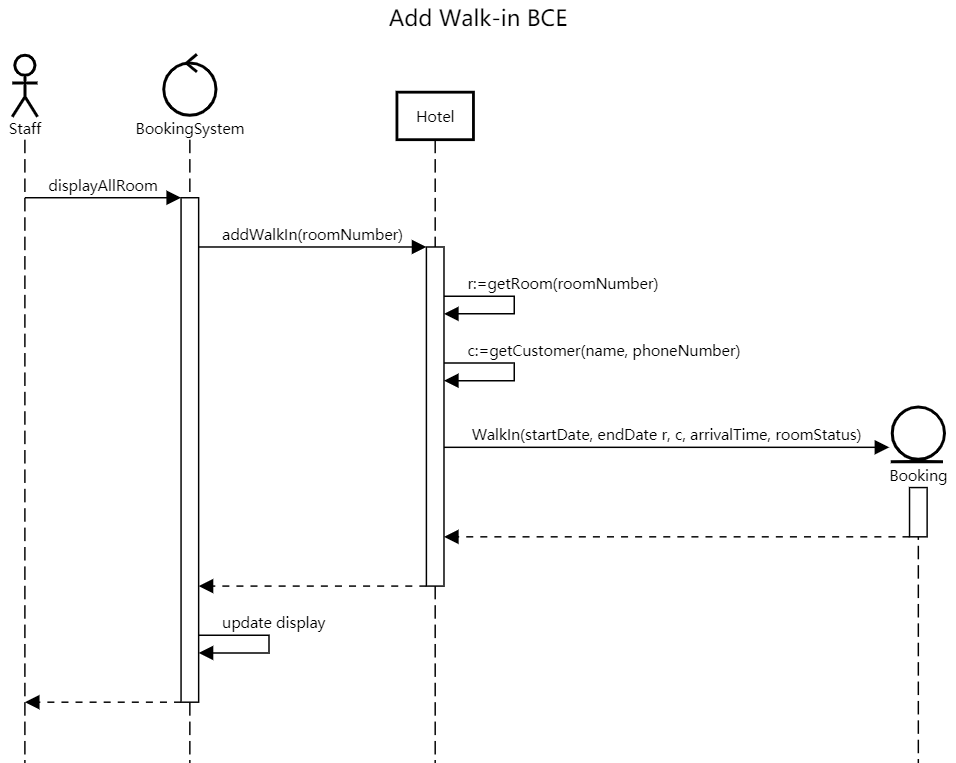 Add Walk-in BCE
Staff
BookingSystem
Hotel
displayAllRoom
addWalkIn(roomNumber)
r:=getRoom(roomNumber)
c:=getCustomer(name, phoneNumber)
WalkIn(startDate, endDate r, c, arrivalTime, roomStatus)
Booking
update display